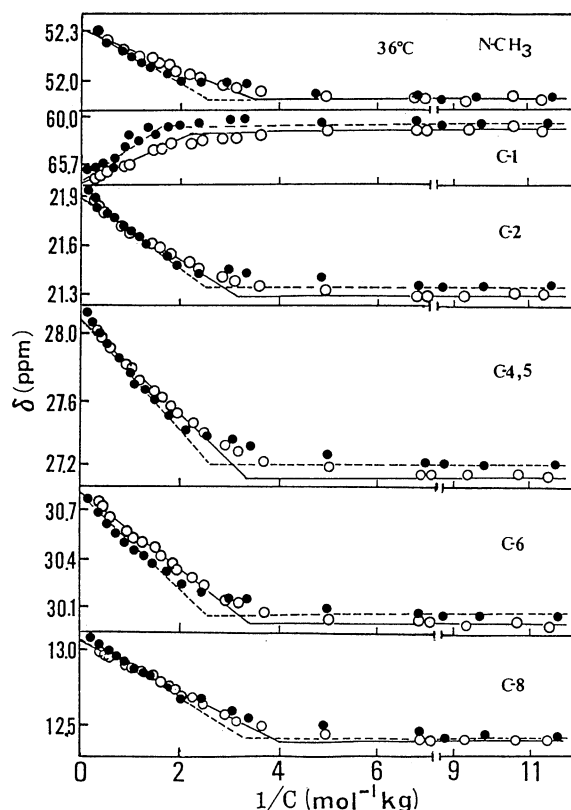 52.3
36°C
N-CH3
52.0
60.0
65.7
C-1
21.9
C-2
21.6
21.3
28.0
C-4,5
27.6
δ (ppm)
27.2
30.7
C-6
30.4
30.1
13.0
C-8
12.5
0 2 4 6 8 9 11
1/C (mol⁻¹ kg)